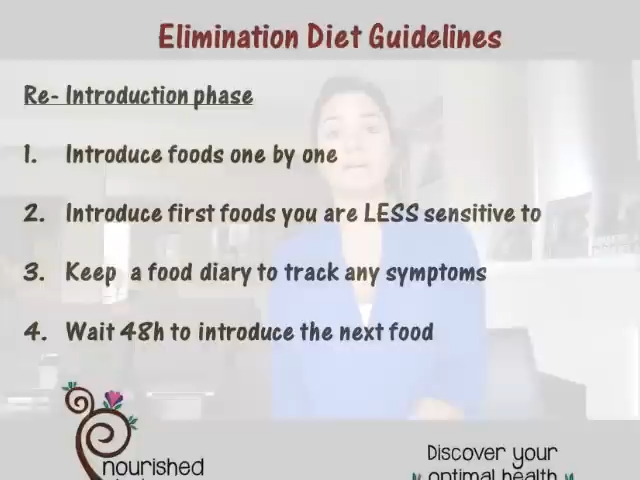 Elimination Diet Guidelines
Re- Introduction phase
1. Introduce foods one by one
2. Introduce first foods you are LESS sensitive to
3. Keep a food diary to track any symptoms
4. Wait 48h to introduce the next food
nourished
Discover your
optimal health